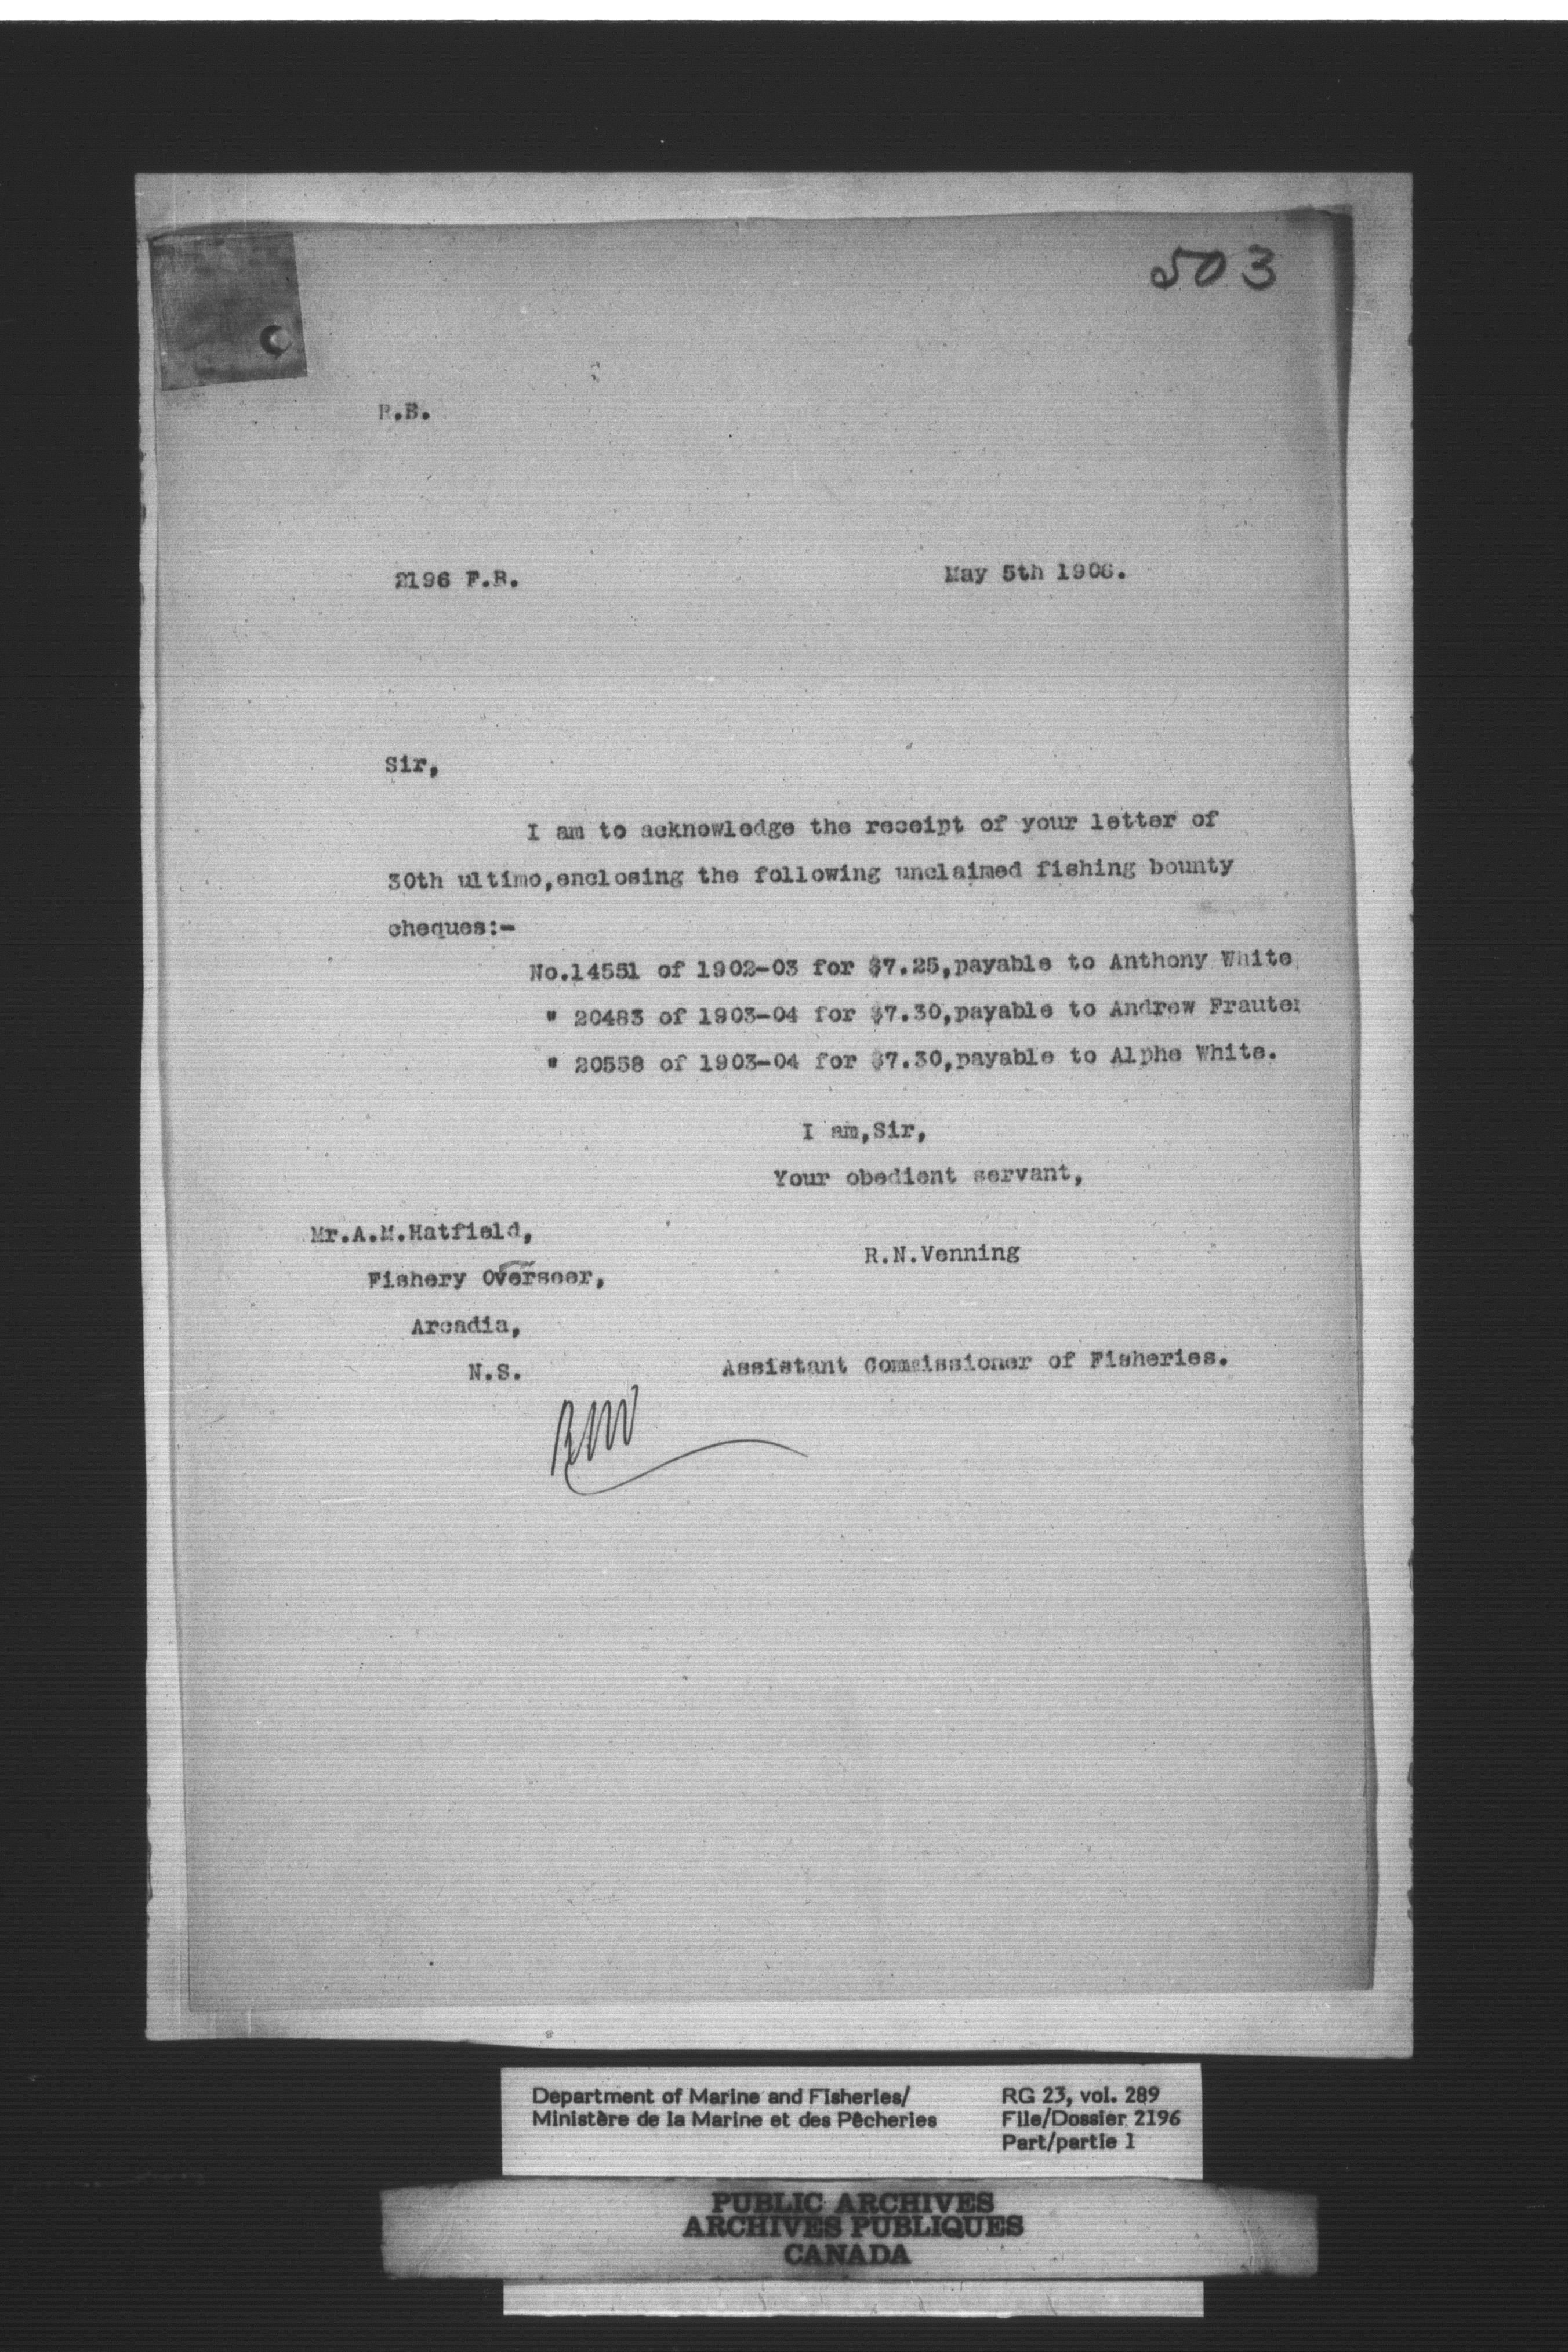 503
R.B.
2196 F.B.
May 5th 1906.
Sir,
I am to acknowledge the receipt of your letter of
30th ultimo,enclosing the following unclaimed fishing bounty
cheques:-
No.14551 of 1902-03 for $7.25,payable to Anthony White
" 20483 of 1903-04 for $7.30,payable to Andrew Frauter
" 20558 of 1903-04 for $7.30,payable to Alphe White.
I am,Sir,
Your obedient servant,
Mr.A.M.Hatfield,
Fishery Overseer,
Arcadia,
N.S.
R.N.Venning
Assistant Commissioner of Fisheries.
RNV
Department of Marine and Fisheries/
Ministère de la Marine et des Pêcheries
RG 23, vol. 289
File/Dossier 2196
Part/partie 1
PUBLIC ARCHIVES
ARCHIVES PUBLIQUES
CANADA